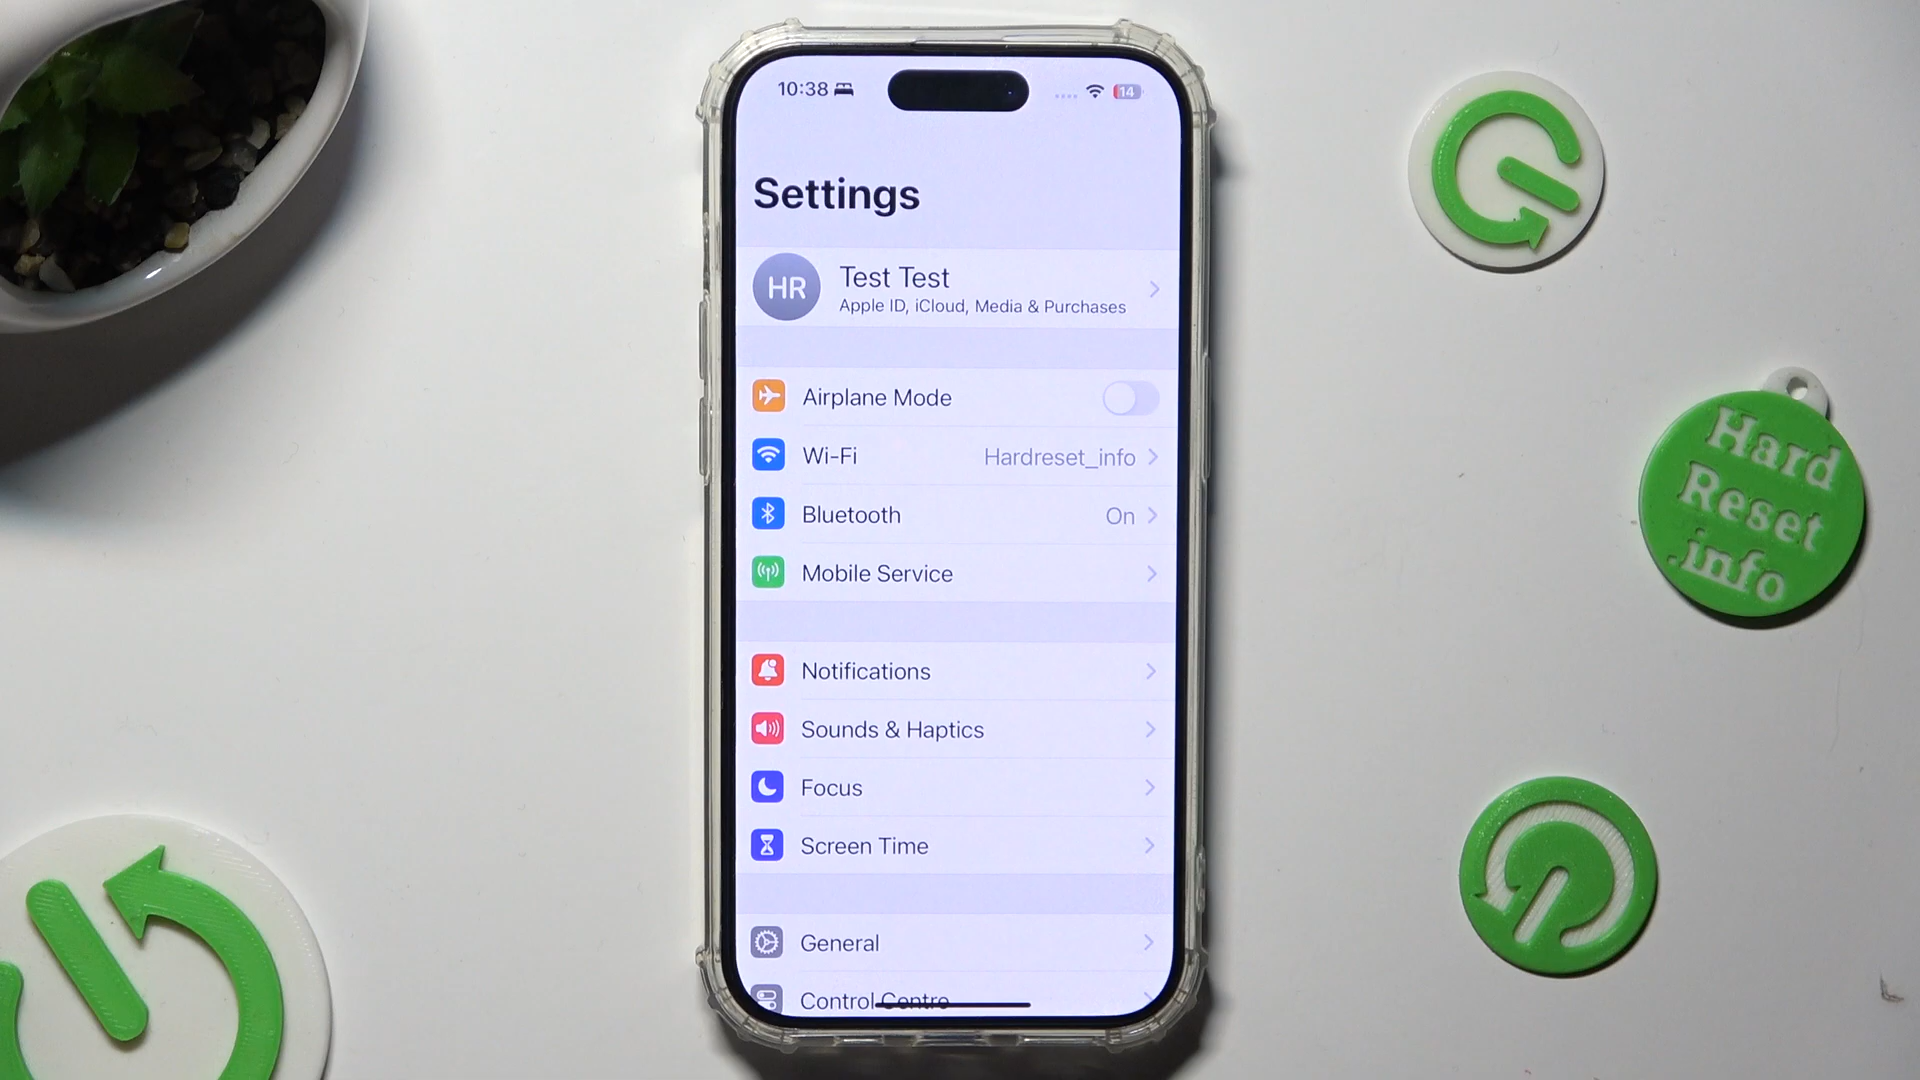 10:38
14
Settings
HR
Test Test
Apple ID, iCloud, Media & Purchases
Airplane Mode
Wi-Fi Hardreset_info
Bluetooth On
Mobile Service
Notifications
Sounds & Haptics
Focus
Screen Time
General
Control Centre
Hard
Reset
.info